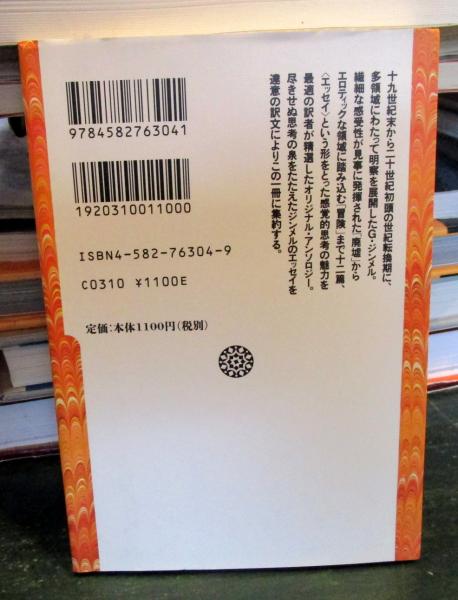 十九世紀末から二十世紀初頭の世紀転換期に、
多領域にわたって明察を展開したG・ジンメル。
繊細な感受性が見事に発揮された「廃墟」から
エロティックな領域に踏み込む「冒険」まで十二篇、
〈エッセイ〉という形をとった感覚的思考の魅力を
最適の訳者が精選したオリジナル・アンソロジー。
尽きせぬ思考の泉をたたえたジンメルのエッセイを
達意の訳文によりこの一冊に集約する。
9784582763041
1920310011000
ISBN4-582-76304-9
C0310 ¥1100E
定価:本体1100円(税別)